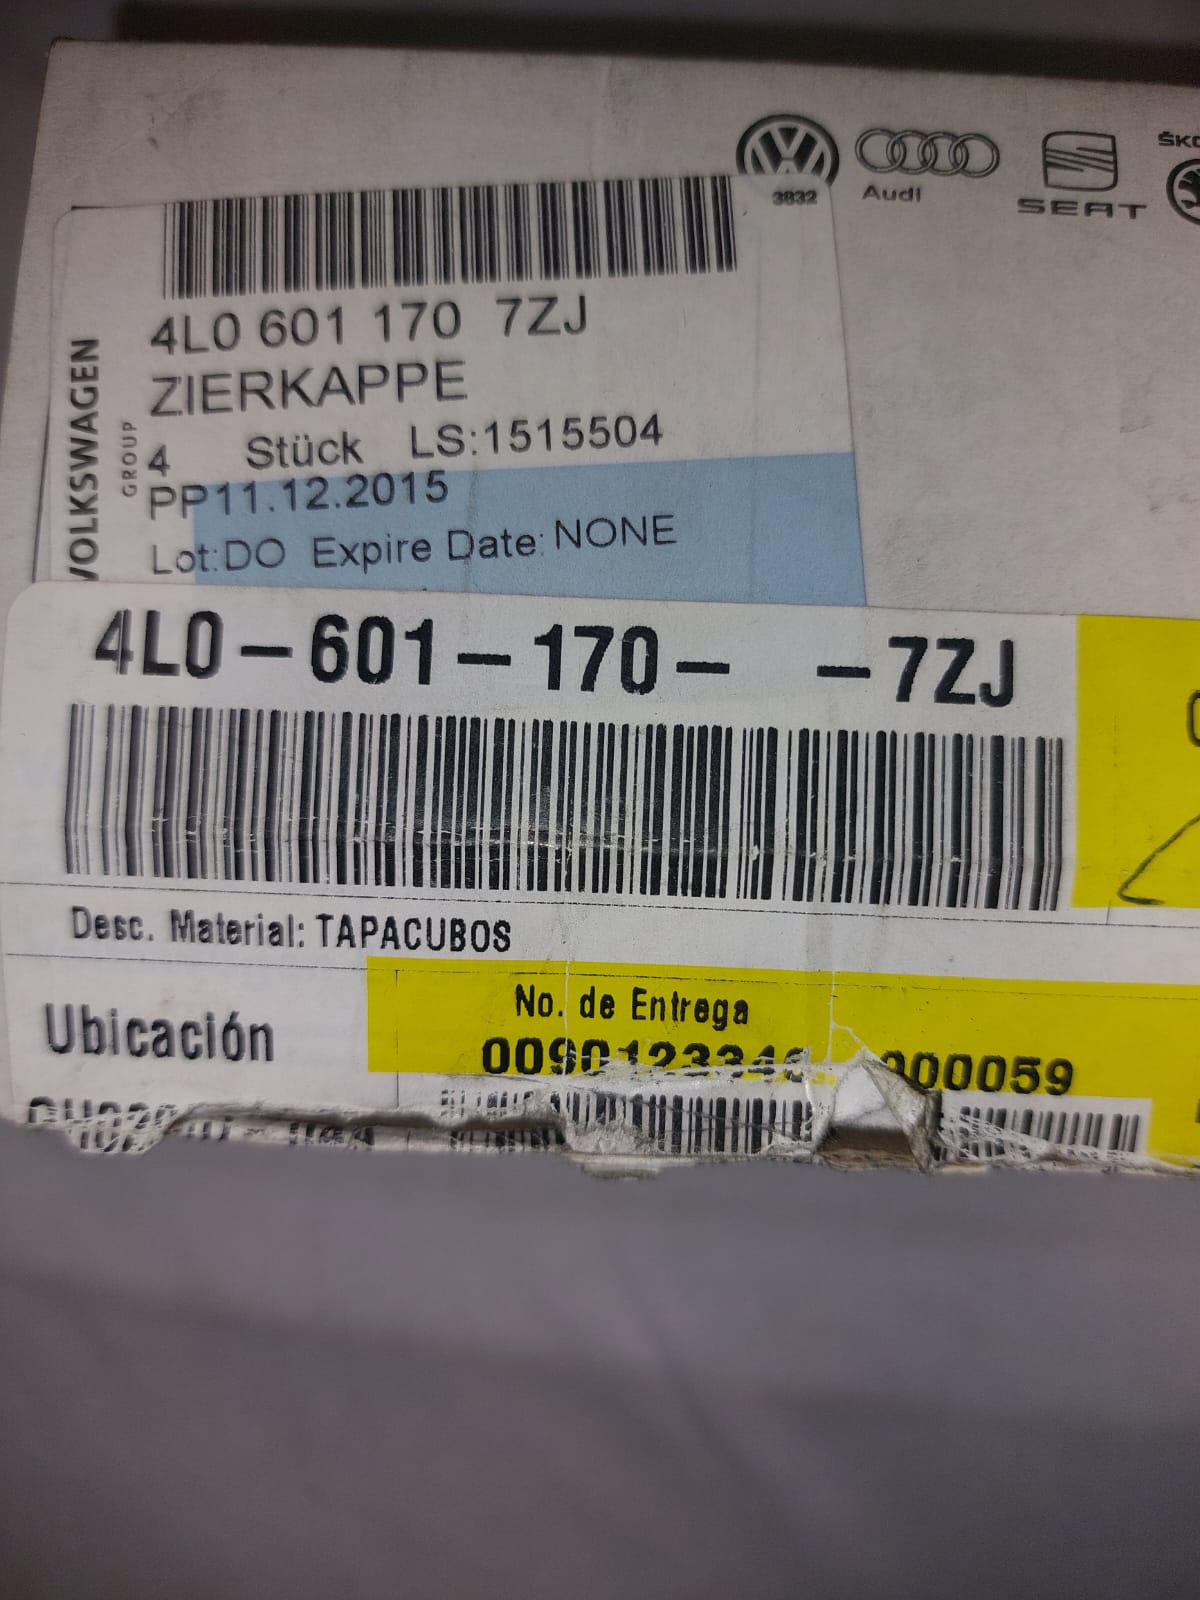 3832
Audi
SEAT
4L0 601 170 7ZJ
ZIERKAPPE
4 Stück LS:1515504
PP11.12.2015
Lot:DO Expire Date: NONE
VOLKSWAGEN
GROUP
4L0-601-170- -7ZJ
Desc. Material: TAPACUBOS
Ubicación
No. de Entrega
000059